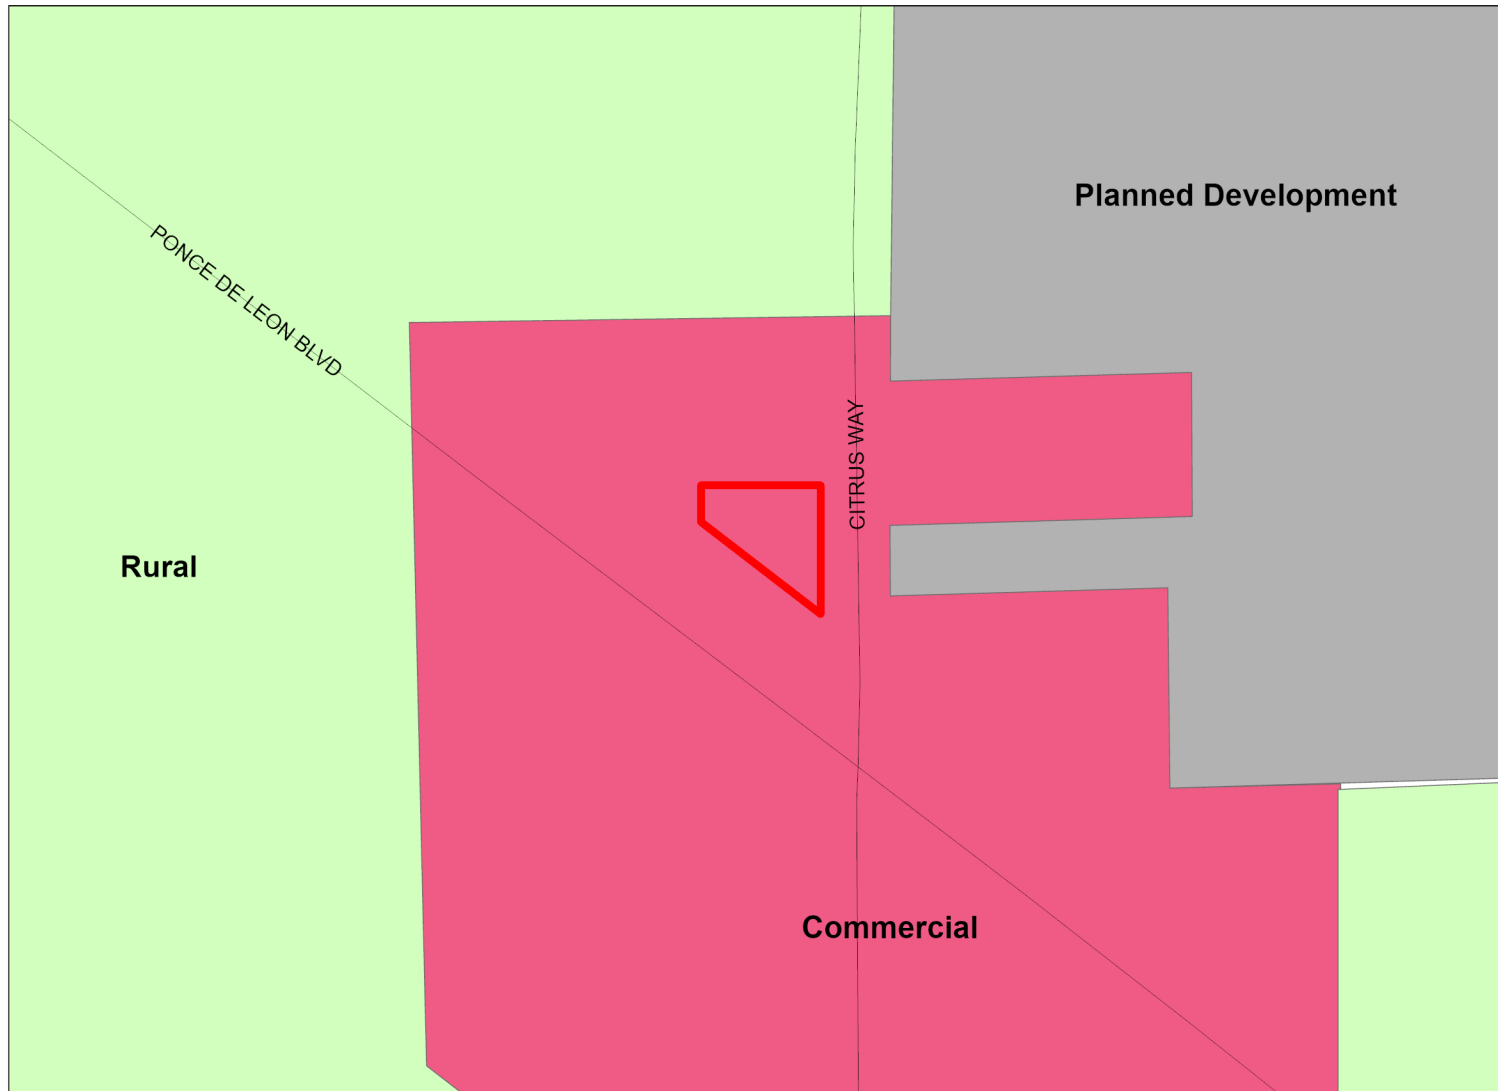 Planned Development
PONCE DE LEON BLVD
CITRUS WAY
Rural
Commercial